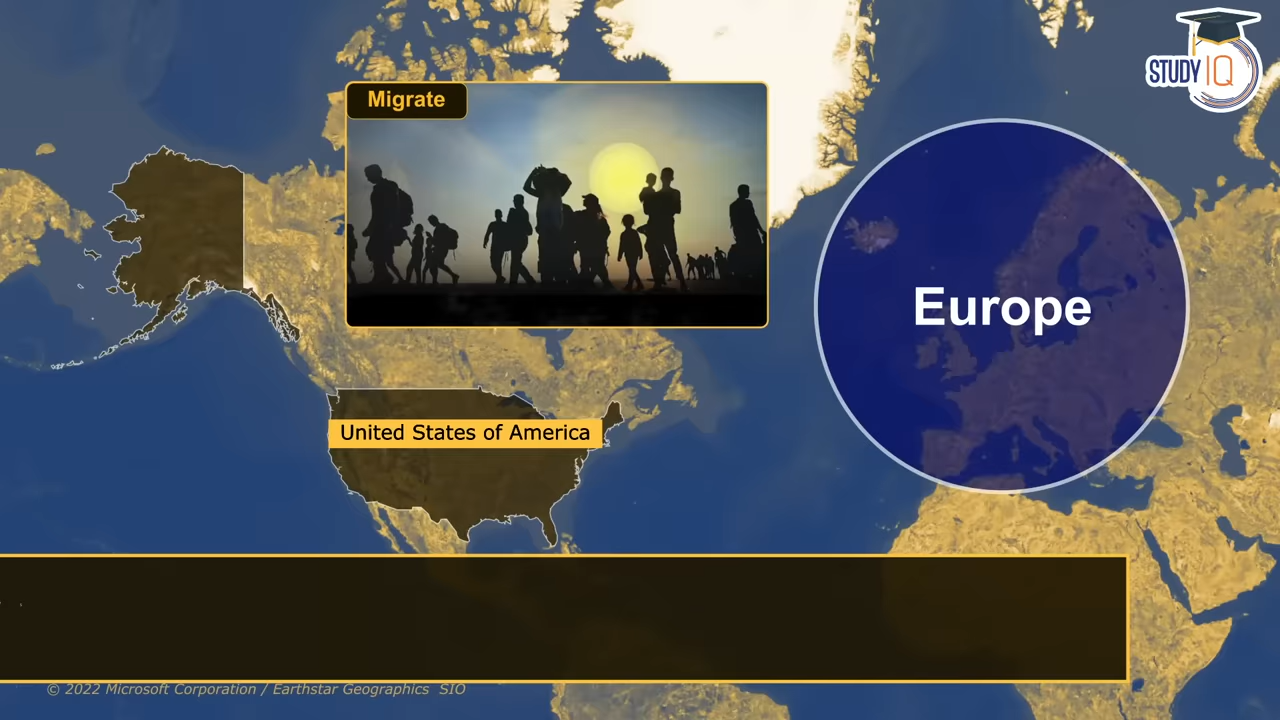 STUDY IQ
Migrate
Europe
United States of America
© 2022 Microsoft Corporation / Earthstar Geographics SIO